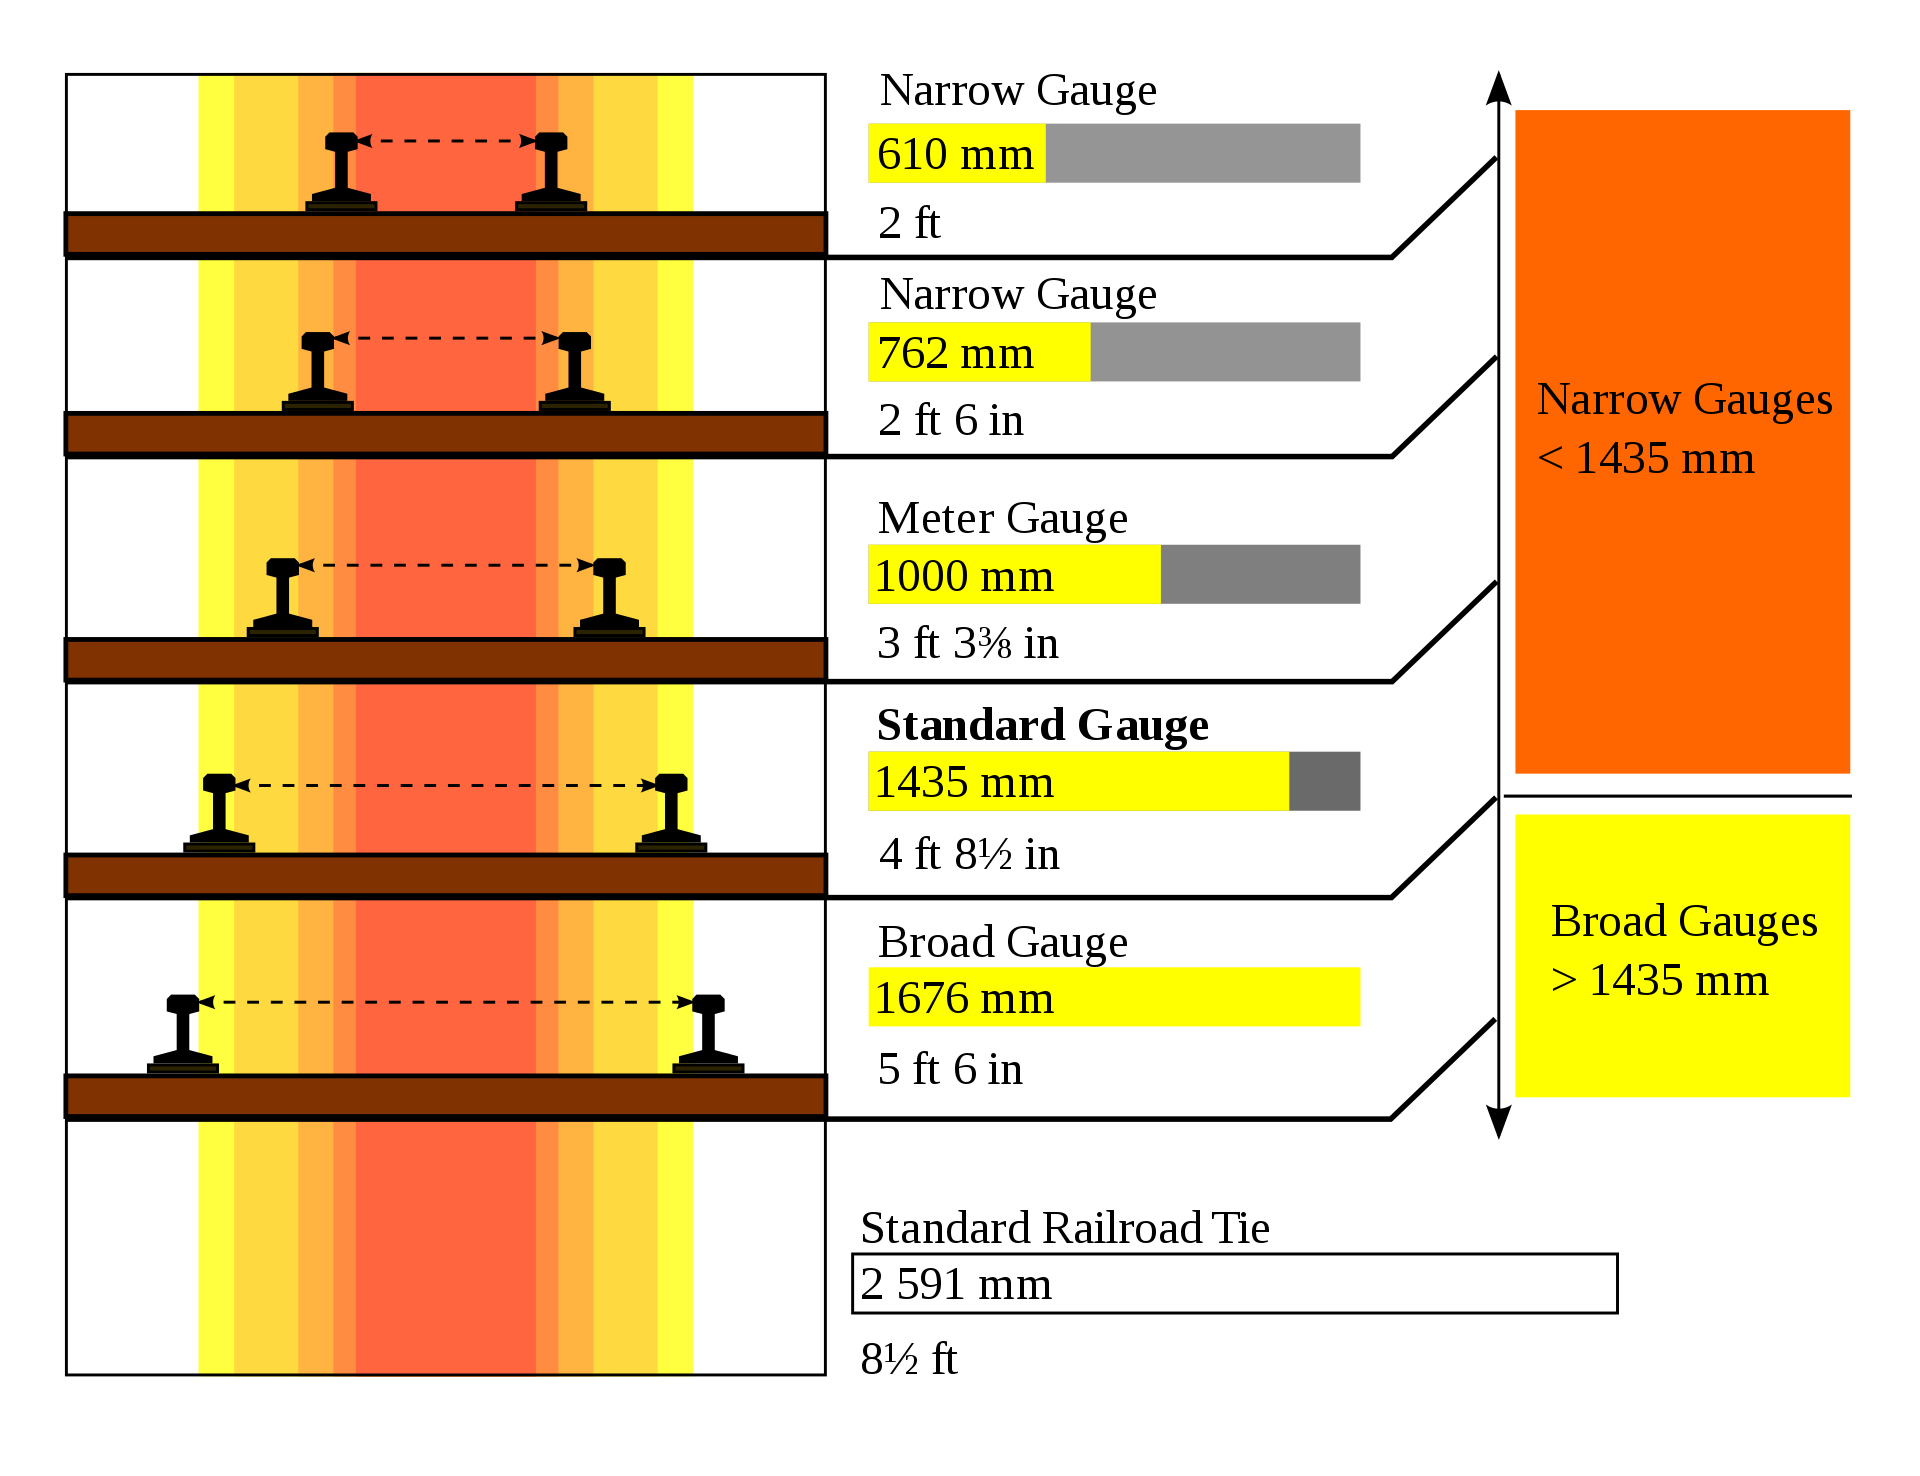 Narrow Gauge
610 mm
2 ft
Narrow Gauge
762 mm
2 ft 6 in
Meter Gauge
1000 mm
3 ft 3⅜ in
Standard Gauge
1435 mm
4 ft 8½ in
Broad Gauge
1676 mm
5 ft 6 in
Narrow Gauges
< 1435 mm
Broad Gauges
> 1435 mm
Standard Railroad Tie
2 591 mm
8½ ft